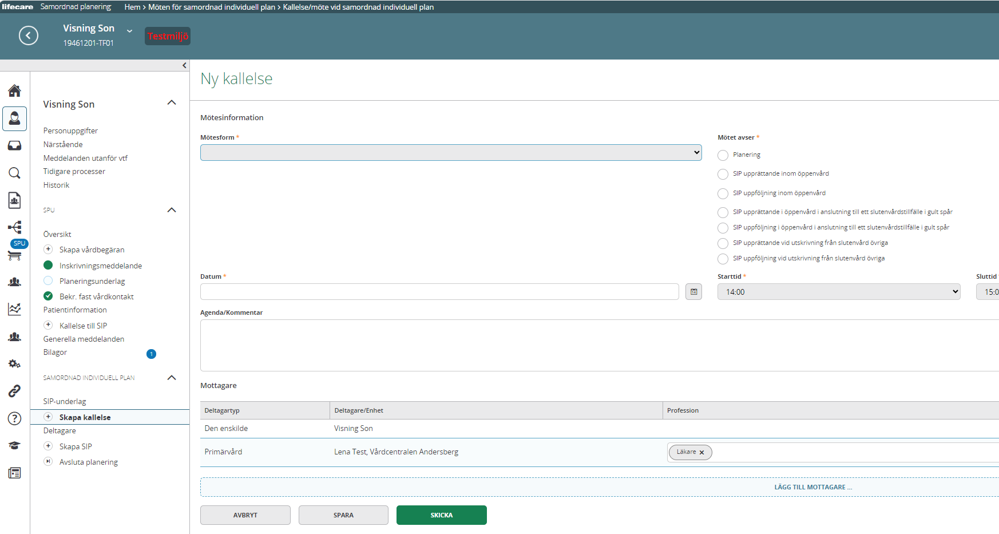 lifecare Samordnad planering Hem > Möten för samordnad individuell plan > Kallelse/möte vid samordnad individuell plan
Visning Son
19461201-TF01
Testmiljö
Ny kallelse
Visning Son
Personuppgifter
Närstående
Meddelanden utanför vtf
Tidigare processer
Historik
SPU
Översikt
Skapa vårdbegäran
Inskrivningsmeddelande
Planeringsunderlag
Bekr. fast vårdkontakt
Patientinformation
Kallelse till SIP
Generella meddelanden
Bilagor 1
SAMORDNAD INDIVIDUELL PLAN
SIP-underlag
Skapa kallelse
Deltagare
Skapa SIP
Avsluta planering
SPU
Mötesinformation
Mötesform *
Mötet avser *
Planering
SIP upprättande inom öppenvård
SIP uppföljning inom öppenvård
SIP upprättande i öppenvård i anslutning till ett slutenvårdstillfälle i gult spår
SIP uppföljning i öppenvård i anslutning till ett slutenvårdstillfälle i gult spår
SIP upprättande vid utskrivning från slutenvård övriga
SIP uppföljning vid utskrivning från slutenvård övriga
Datum * Starttid * Sluttid
14:00 15:0
Agenda/Kommentar
Mottagare
Deltagartyp Deltagare/Enhet Profession
Den enskilde Visning Son
Primärvård Lena Test, Vårdcentralen Andersberg Läkare ×
LÄGG TILL MOTTAGARE ...
AVBRYT SPARA SKICKA